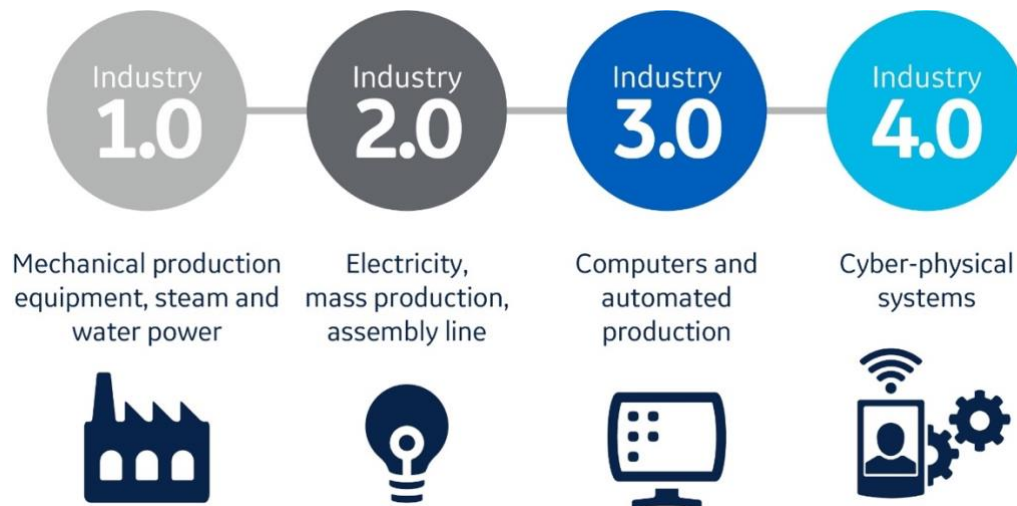 Industry
1.0
Industry
2.0
Industry
3.0
Industry
4.0
Mechanical production
equipment, steam and
water power
Electricity,
mass production,
assembly line
Computers and
automated
production
Cyber-physical
systems